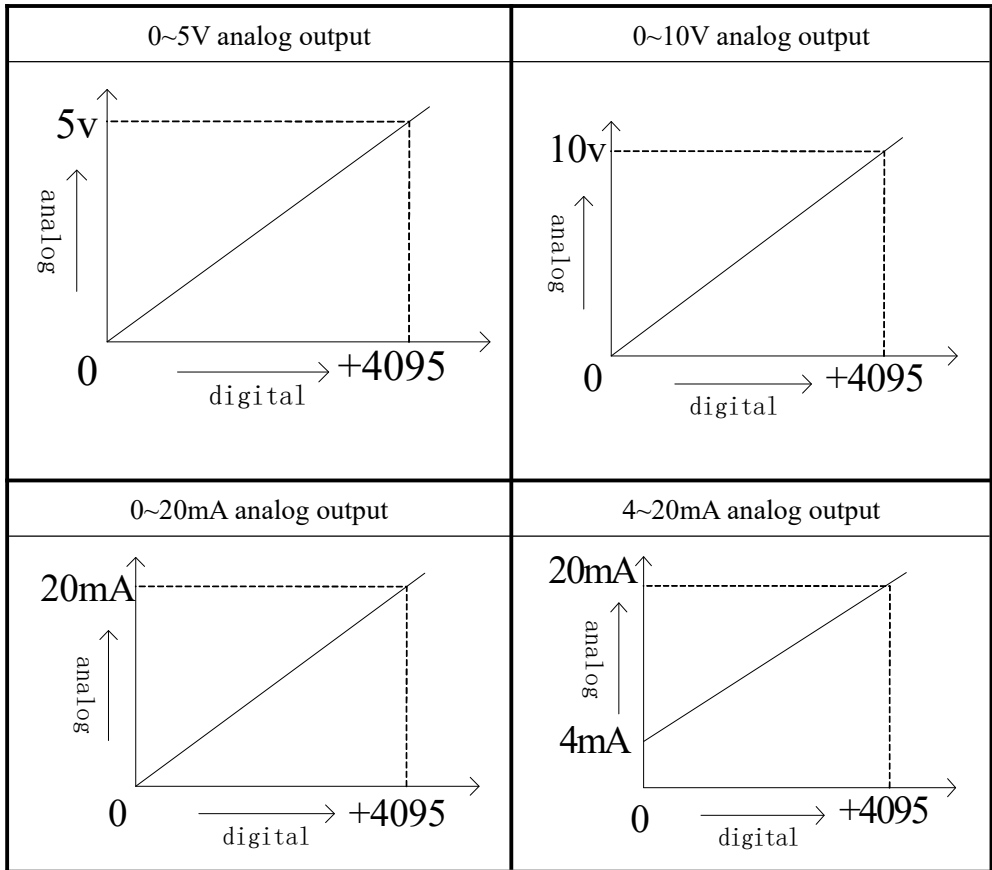 0~5V analog output
5v
analog
0
+4095
digital
0~10V analog output
10v
analog
0
+4095
digital
0~20mA analog output
20mA
analog
0
+4095
digital
4~20mA analog output
20mA
analog
4mA
0
+4095
digital